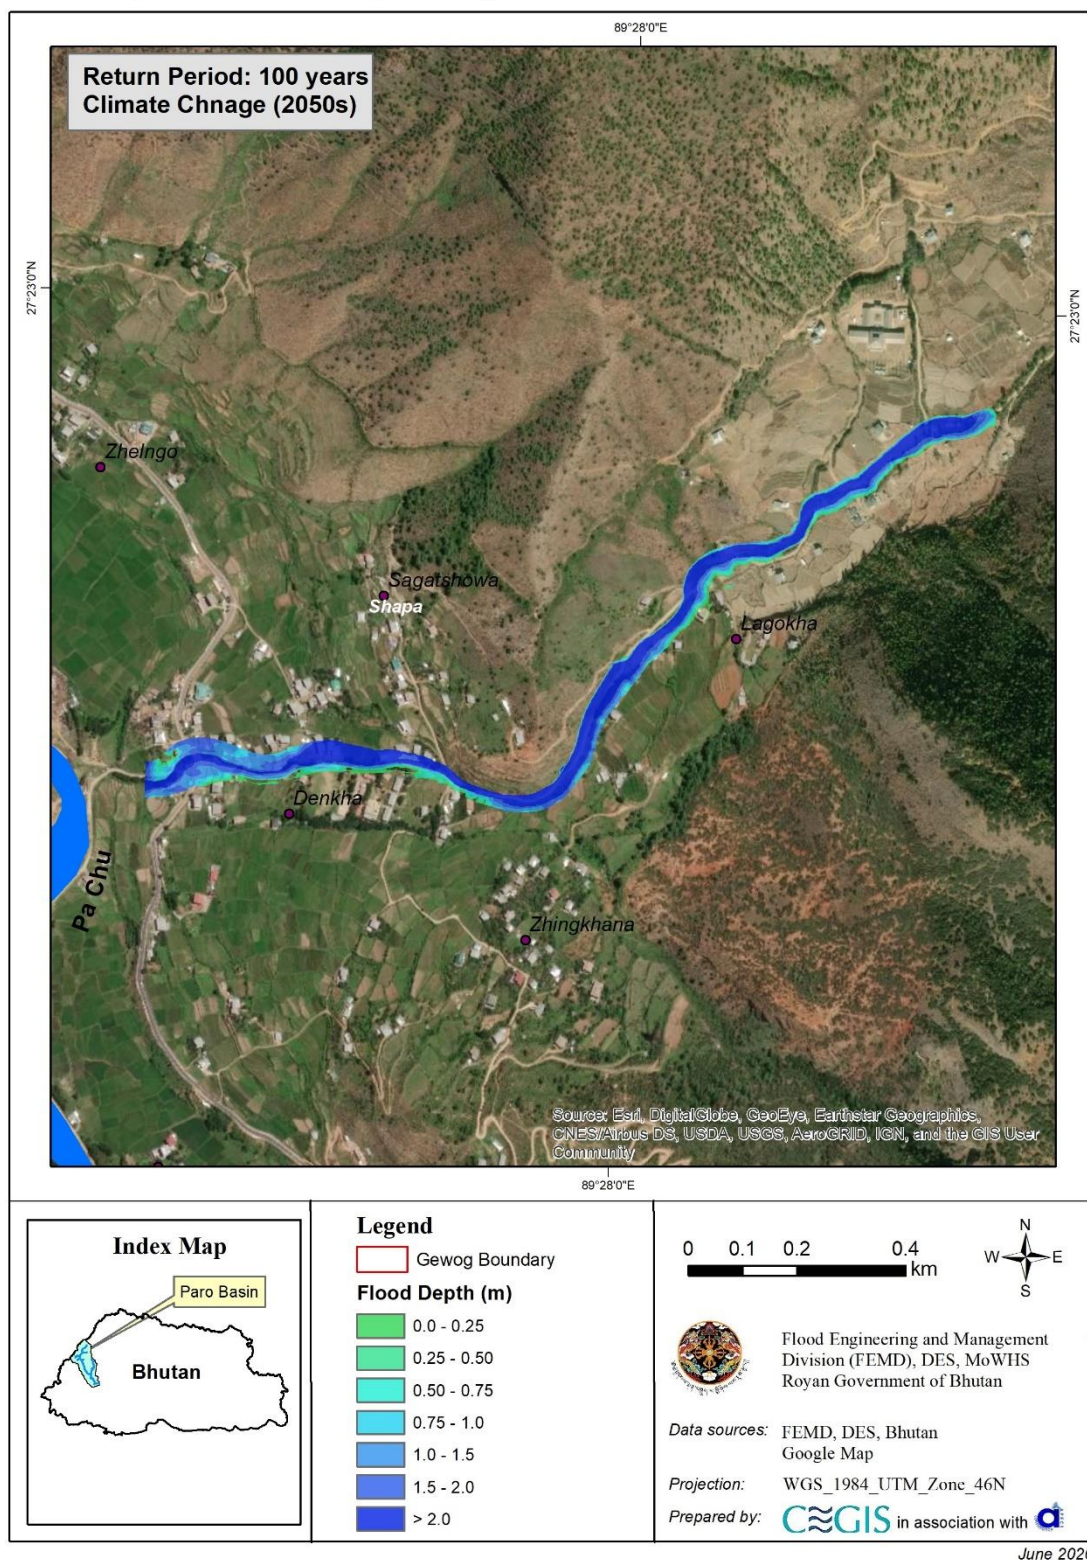 89°28'0"E
Return Period: 100 years
Climate Chnage (2050s)
27°23'0"N
27°23'0"N
Zhelngo
Sagatshowa
Shapa
Lagokha
Denkha
Pa Chu
Zhingkhana
Source: Esri, DigitalGlobe, GeoEye, Earthstar Geographics,
CNES/Airbus DS, USDA, USGS, AeroGRID, IGN, and the GIS User
Community
89°28'0"E
Index Map
Paro Basin
Bhutan
Legend
Gewog Boundary
Flood Depth (m)
0.0 - 0.25
0.25 - 0.50
0.50 - 0.75
0.75 - 1.0
1.0 - 1.5
1.5 - 2.0
> 2.0
0 0.1 0.2 0.4
km
N
W E
S
Flood Engineering and Management
Division (FEMD), DES, MoWHS
Royan Government of Bhutan
Data sources: FEMD, DES, Bhutan
Google Map
Projection: WGS_1984_UTM_Zone_46N
Prepared by: CEGIS in association with
June 2020